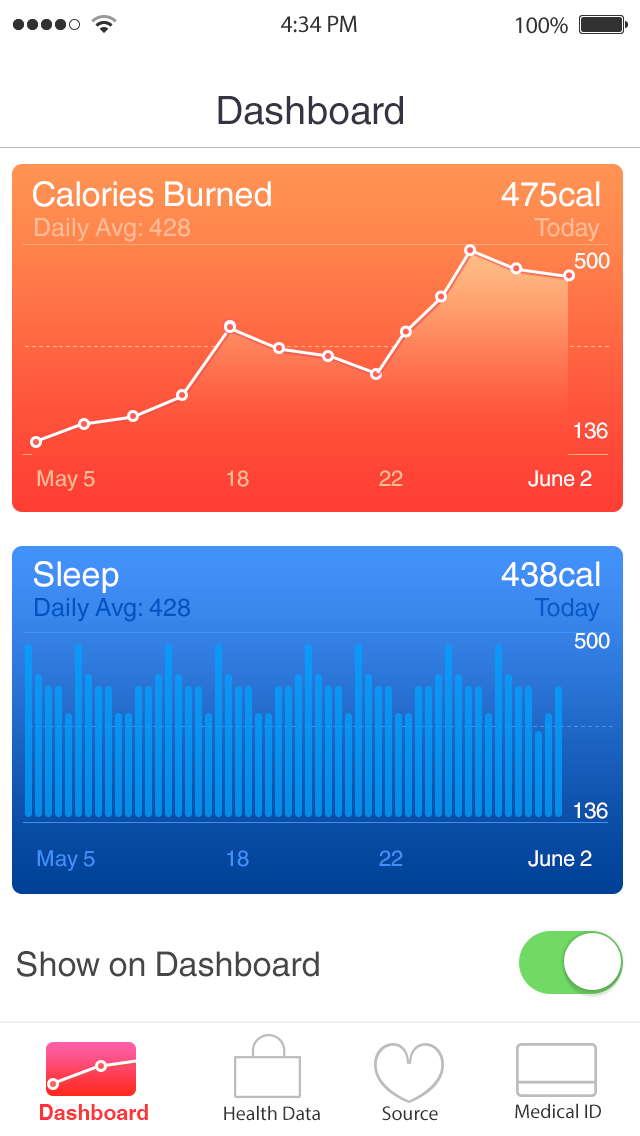 4:34 PM 100%
Dashboard
Calories Burned 475cal
Daily Avg: 428 Today
500
136
May 5 18 22 June 2
Sleep 438cal
Daily Avg: 428 Today
500
136
May 5 18 22 June 2
Show on Dashboard
Dashboard Health Data Source Medical ID